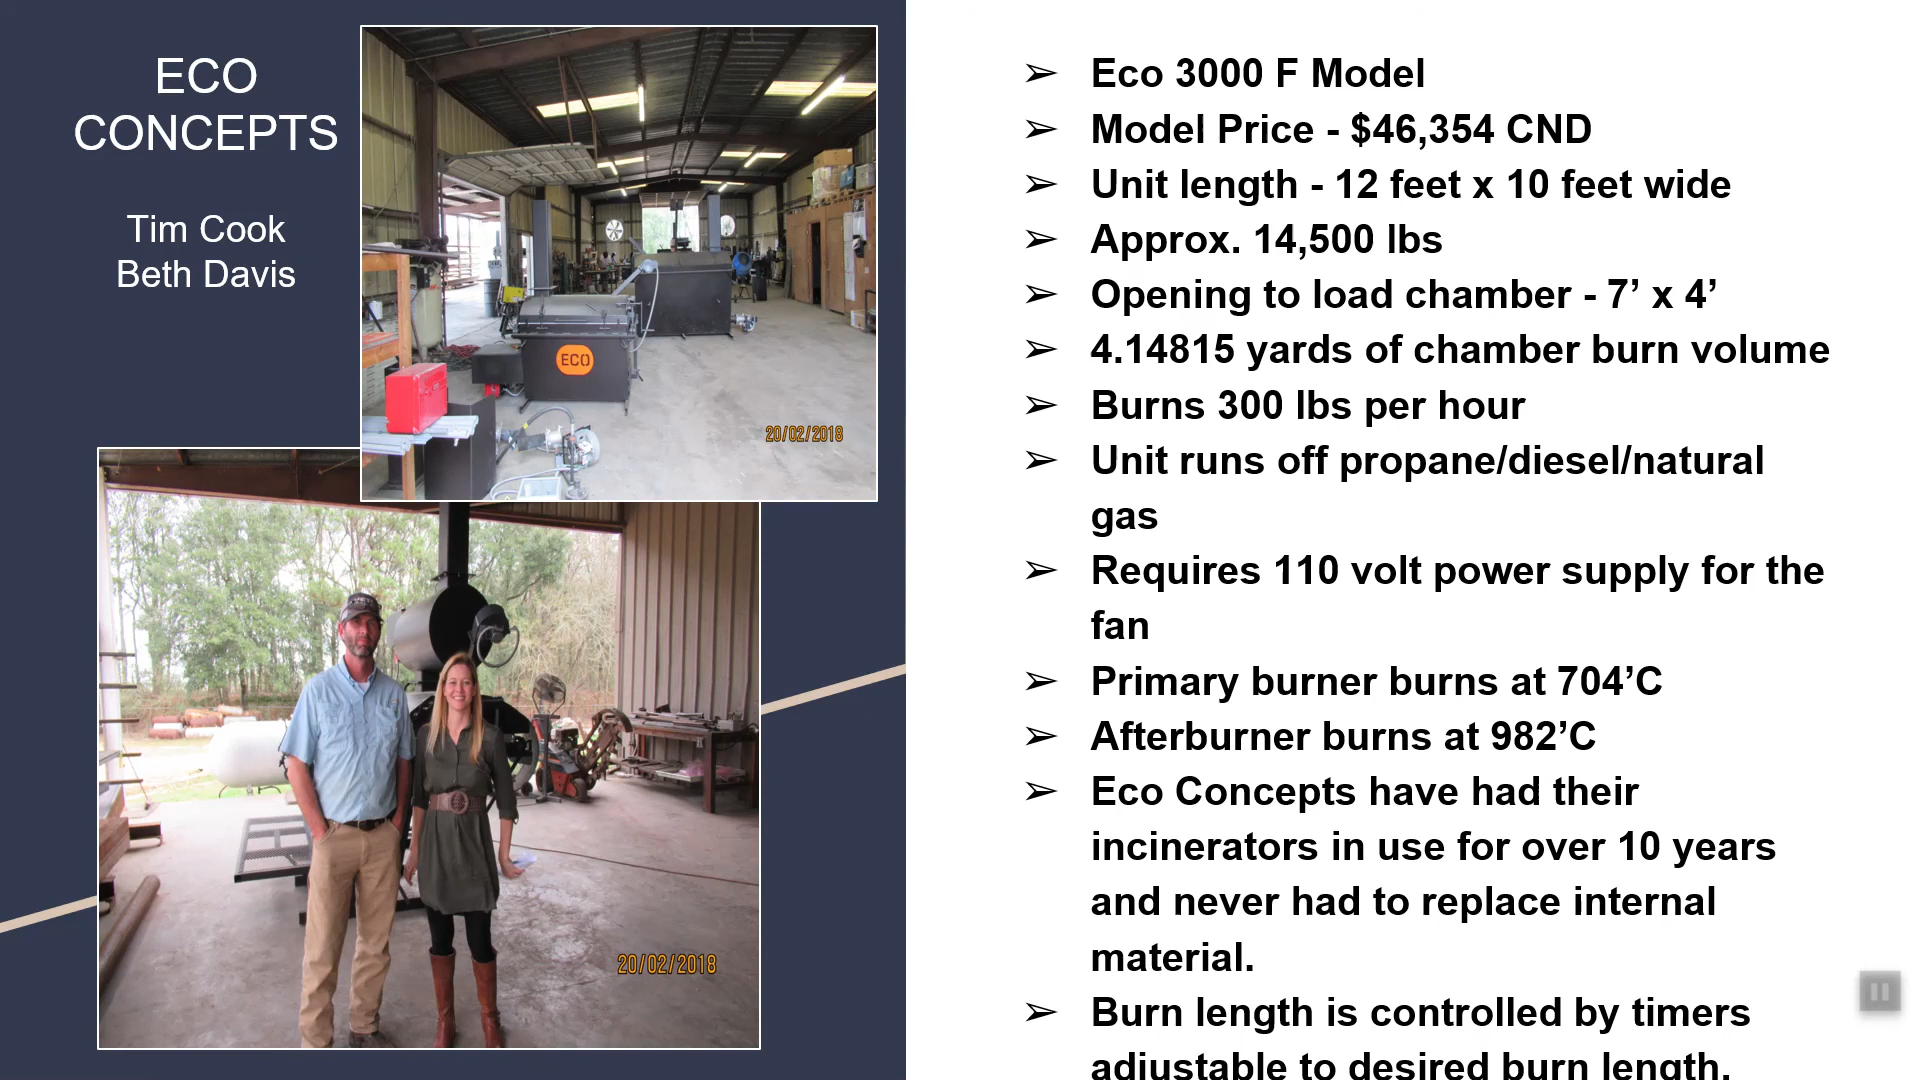 ECO
CONCEPTS
Tim Cook
Beth Davis
ECO
20/02/2018
20/02/2018
➢ Eco 3000 F Model
➢ Model Price - $46,354 CND
➢ Unit length - 12 feet x 10 feet wide
➢ Approx. 14,500 lbs
➢ Opening to load chamber - 7’ x 4’
➢ 4.14815 yards of chamber burn volume
➢ Burns 300 lbs per hour
➢ Unit runs off propane/diesel/natural
gas
➢ Requires 110 volt power supply for the
fan
➢ Primary burner burns at 704’C
➢ Afterburner burns at 982’C
➢ Eco Concepts have had their
incinerators in use for over 10 years
and never had to replace internal
material.
➢ Burn length is controlled by timers
adjustable to desired burn length.